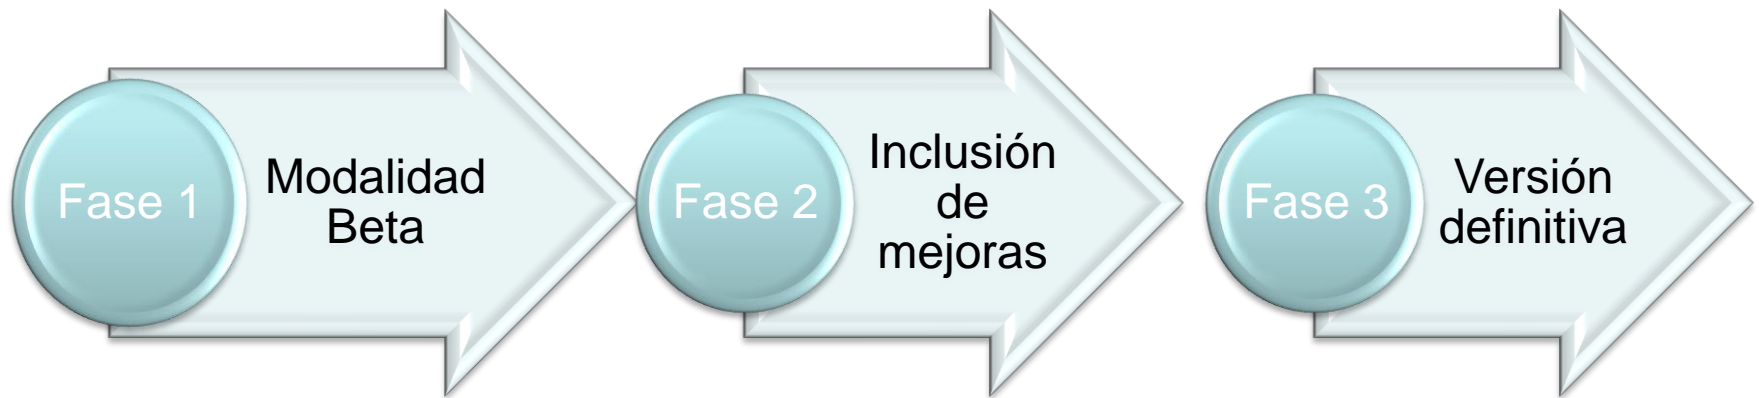 Fase 1
Modalidad
Beta
Fase 2
Inclusión
de
mejoras
Fase 3
Versión
definitiva